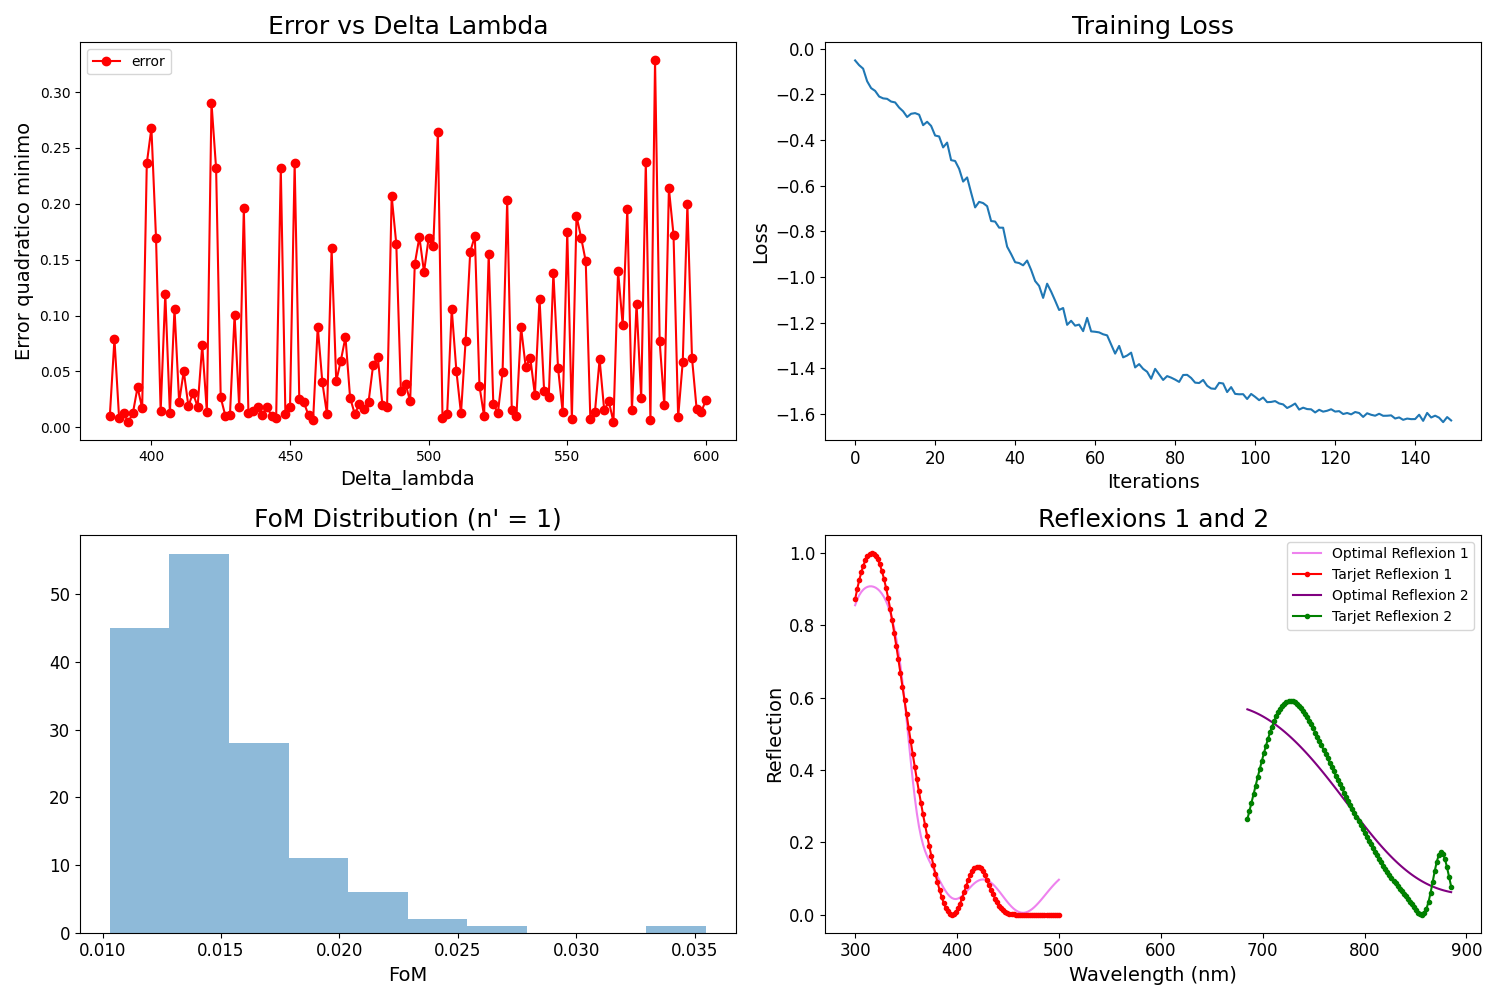 Error vs Delta Lambda
error
Error quadratico minimo
0.30
0.25
0.20
0.15
0.10
0.05
0.00
400 450 500 550 600
Delta_lambda
Training Loss
Loss
0.0
−0.2
−0.4
−0.6
−0.8
−1.0
−1.2
−1.4
−1.6
0 20 40 60 80 100 120 140
Iterations
FoM Distribution (n' = 1)
50
40
30
20
10
0
0.010 0.015 0.020 0.025 0.030 0.035
FoM
Reflexions 1 and 2
Optimal Reflexion 1
Tarjet Reflexion 1
Optimal Reflexion 2
Tarjet Reflexion 2
Reflection
1.0
0.8
0.6
0.4
0.2
0.0
300 400 500 600 700 800 900
Wavelength (nm)